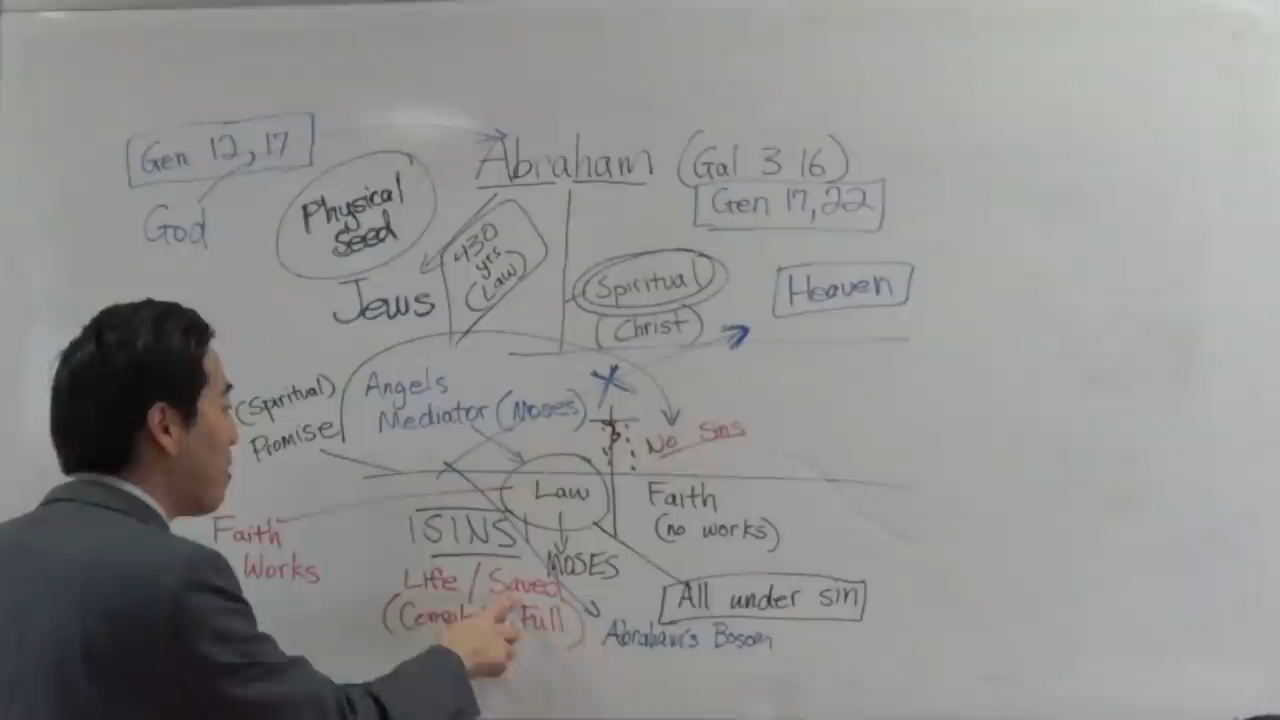 Gen 12, 17
God
Abraham (Gal 3 16)
Gen 17, 22
Physical
Seed
Jews
430
yrs
(Law)
(Spiritual)
(Christ)
Heaven
(Spiritual)
Promise
Angels
Mediator (Moses)
No Sins
Law
Faith
(no works)
Faith
Works
SINS
MOSES
Life / Saved
Full)
All under sin
Abraham's Bosom